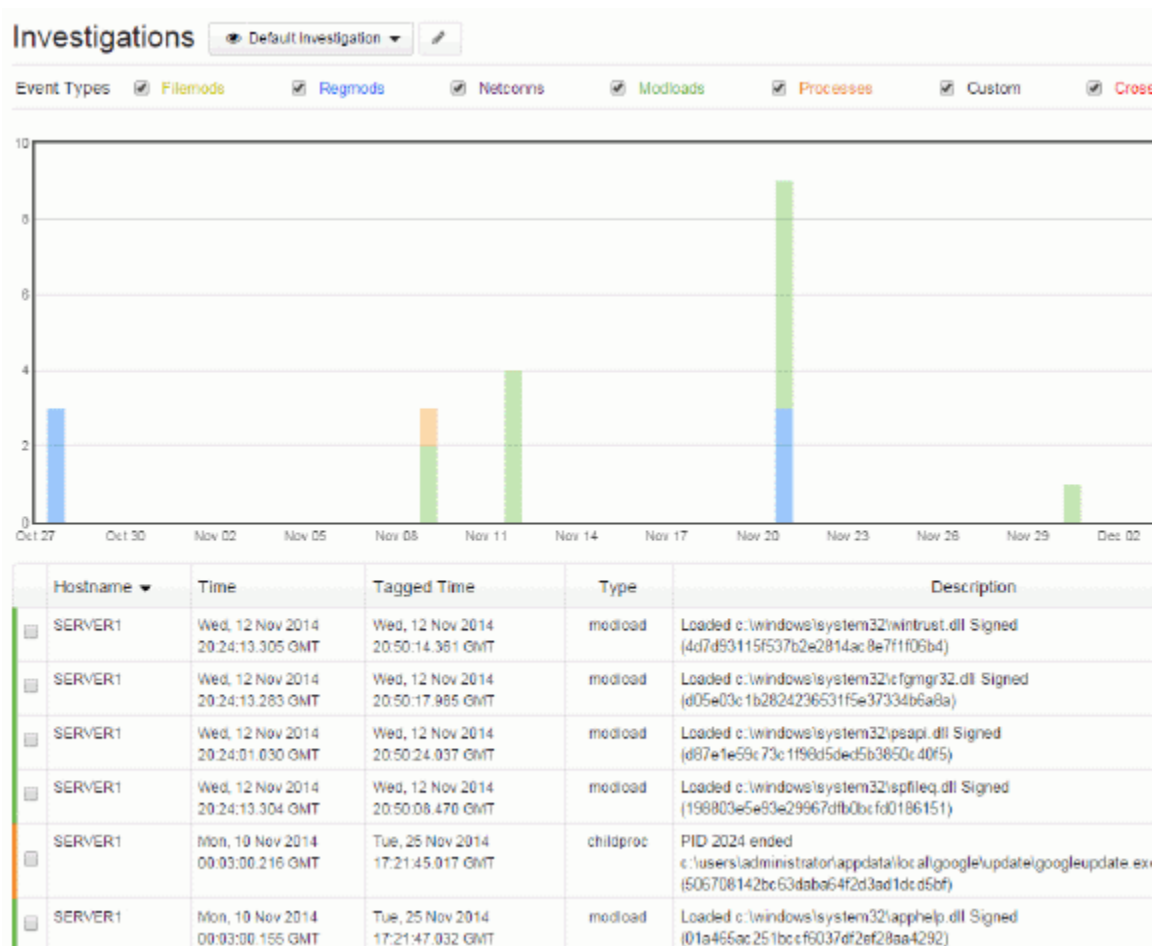 Investigations Default Investigation
Event Types Filemods Regmods Netconns Modloads Processes Custom Cross
10
8
6
4
2
0
Oct 27 Oct 30 Nov 02 Nov 05 Nov 08 Nov 11 Nov 14 Nov 17 Nov 20 Nov 23 Nov 26 Nov 29 Dec 02
Hostname Time Tagged Time Type Description
SERVER1 Wed, 12 Nov 2014 Wed, 12 Nov 2014 modload Loaded c:\windows\system32\wintrust.dll Signed
20:24:13.305 GMT 20:50:14.361 GMT (4d7d93115f537b2e2814ac8e7f1f06b4)
SERVER1 Wed, 12 Nov 2014 Wed, 12 Nov 2014 modload Loaded c:\windows\system32\cfgmgr32.dll Signed
20:24:13.283 GMT 20:50:17.985 GMT (d05e03c1b2824236531f5e37334b6a8a)
SERVER1 Wed, 12 Nov 2014 Wed, 12 Nov 2014 modload Loaded c:\windows\system32\psapi.dll Signed
20:24:01.030 GMT 20:50:24.037 GMT (d87e1e59c73c1f98d5ded5b3850c40f5)
SERVER1 Wed, 12 Nov 2014 Wed, 12 Nov 2014 modload Loaded c:\windows\system32\spfileq.dll Signed
20:24:13.304 GMT 20:50:08.470 GMT (198803e5e93e29967dfb0bcfd0186151)
SERVER1 Mon, 10 Nov 2014 Tue, 25 Nov 2014 childproc PID 2024 ended
00:03:00.216 GMT 17:21:45.017 GMT c:\users\administrator\appdata\local\google\update\googleupdate.exe
(506708142bc63daba64f2d3ad1dcd5bf)
SERVER1 Mon, 10 Nov 2014 Tue, 25 Nov 2014 modload Loaded c:\windows\system32\apphelp.dll Signed
00:03:00.155 GMT 17:21:47.032 GMT (01a465ac251bccf6037df2ef28aa4292)